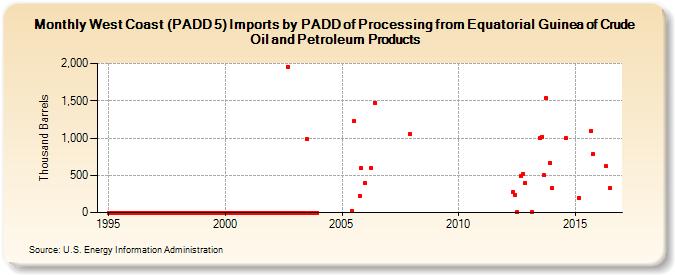 Monthly West Coast (PADD 5) Imports by PADD of Processing from Equatorial Guinea of Crude
Oil and Petroleum Products
Thousand Barrels
2,000
1,500
1,000
500
0
1995 2000 2005 2010 2015
Source: U.S. Energy Information Administration